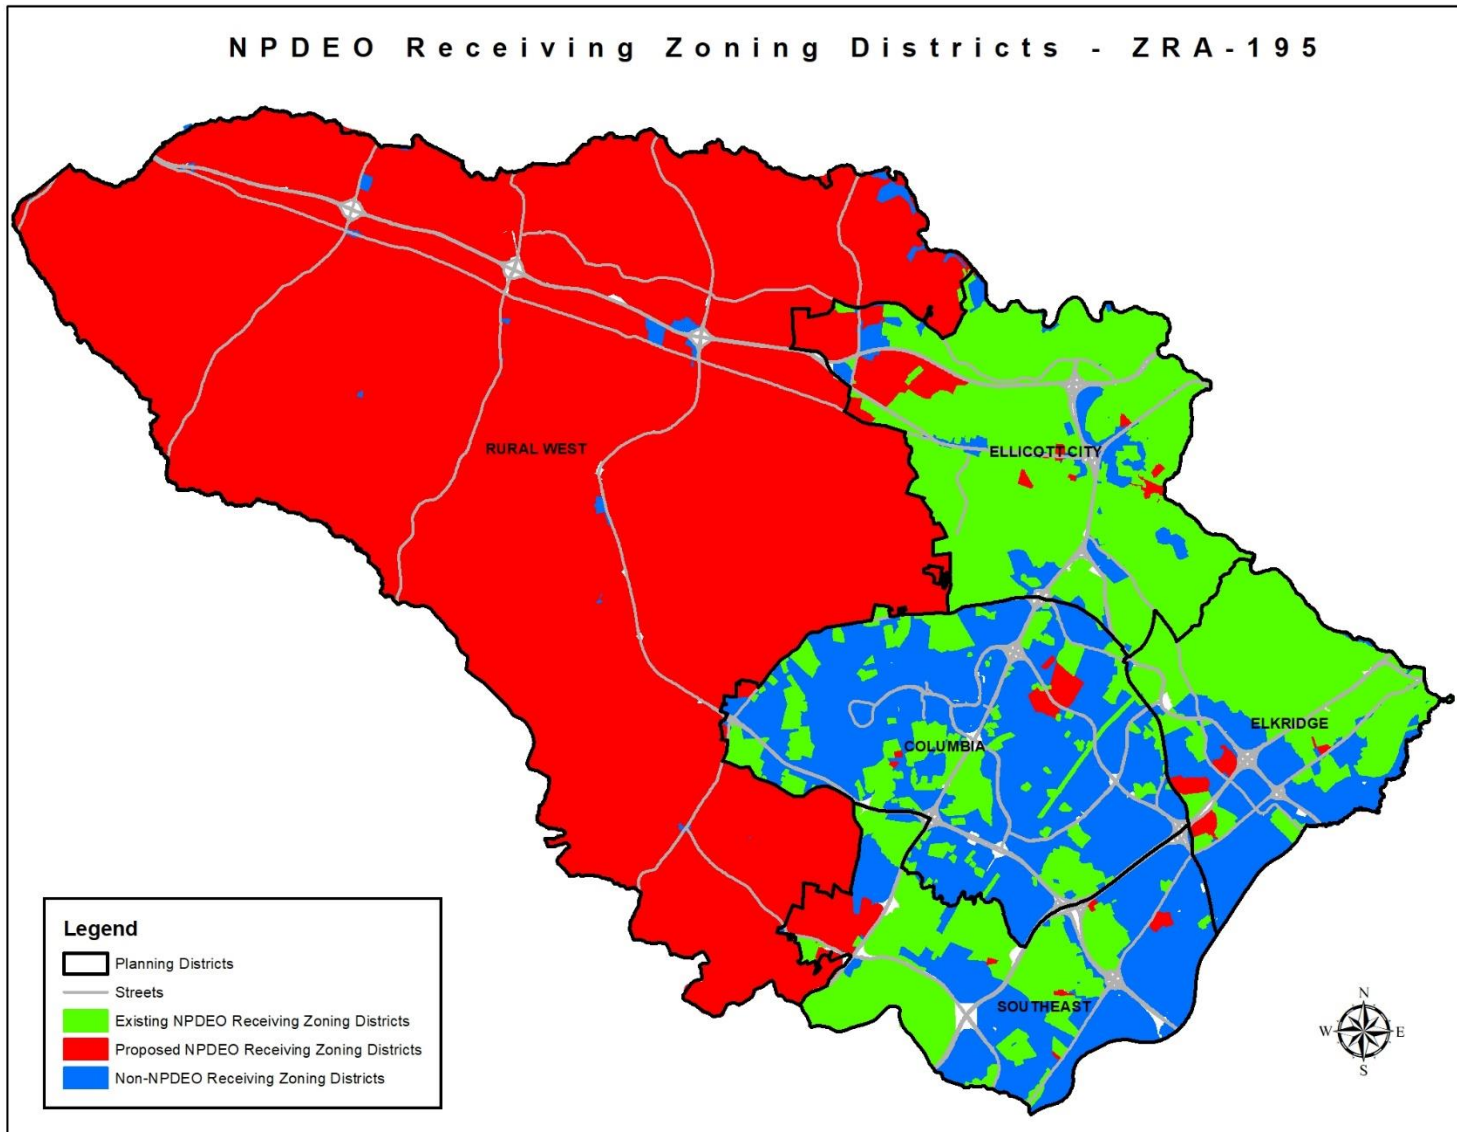 NPDEO Receiving Zoning Districts - ZRA-195
RURAL WEST
ELLICOTT CITY
ELKRIDGE
COLUMBIA
SOUTHEAST
Legend
Planning Districts
Streets
Existing NPDEO Receiving Zoning Districts
Proposed NPDEO Receiving Zoning Districts
Non-NPDEO Receiving Zoning Districts
N
W E
S